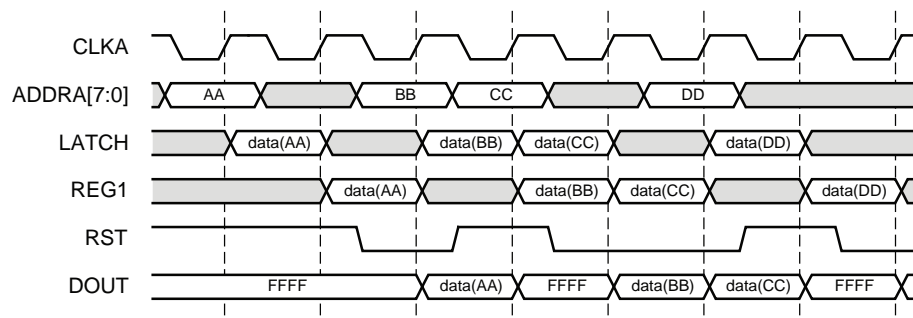 CLKA
ADDRA[7:0] AA BB CC DD
LATCH data(AA) data(BB) data(CC) data(DD)
REG1 data(AA) data(BB) data(CC) data(DD)
RST
DOUT FFFF data(AA) FFFF data(BB) data(CC) FFFF